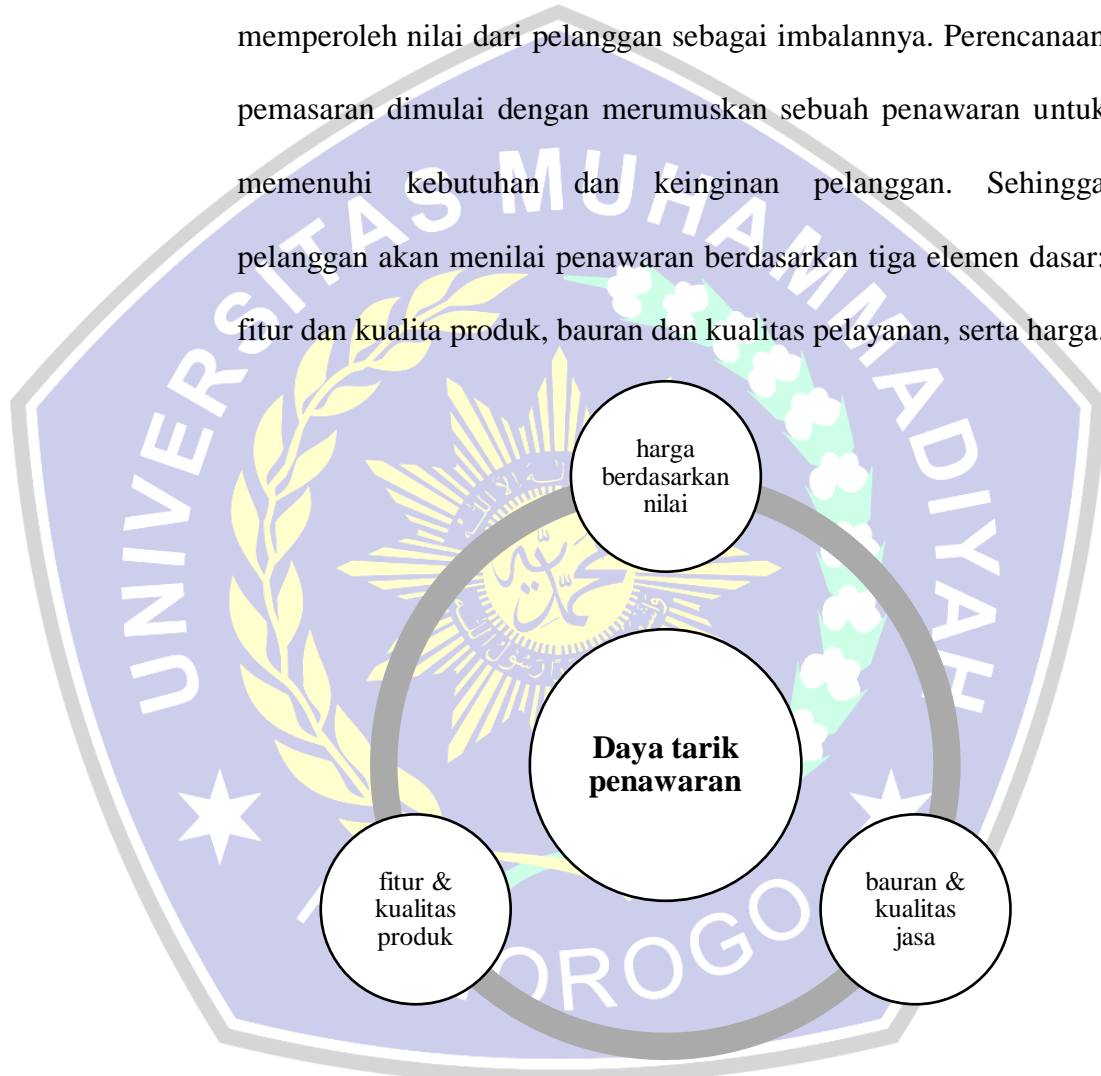 memperoleh nilai dari pelanggan sebagai imbalannya. Perencanaan
pemasaran dimulai dengan merumuskan sebuah penawaran untuk
memenuhi kebutuhan dan keinginan pelanggan. Sehingga
pelanggan akan menilai penawaran berdasarkan tiga elemen dasar:
fitur dan kualita produk, bauran dan kualitas pelayanan, serta harga.
UNIVERSITAS MUHAMMADIYAH
harga
berdasarkan
nilai
Daya tarik
penawaran
fitur &
kualitas
produk
bauran &
kualitas
jasa
OROGO